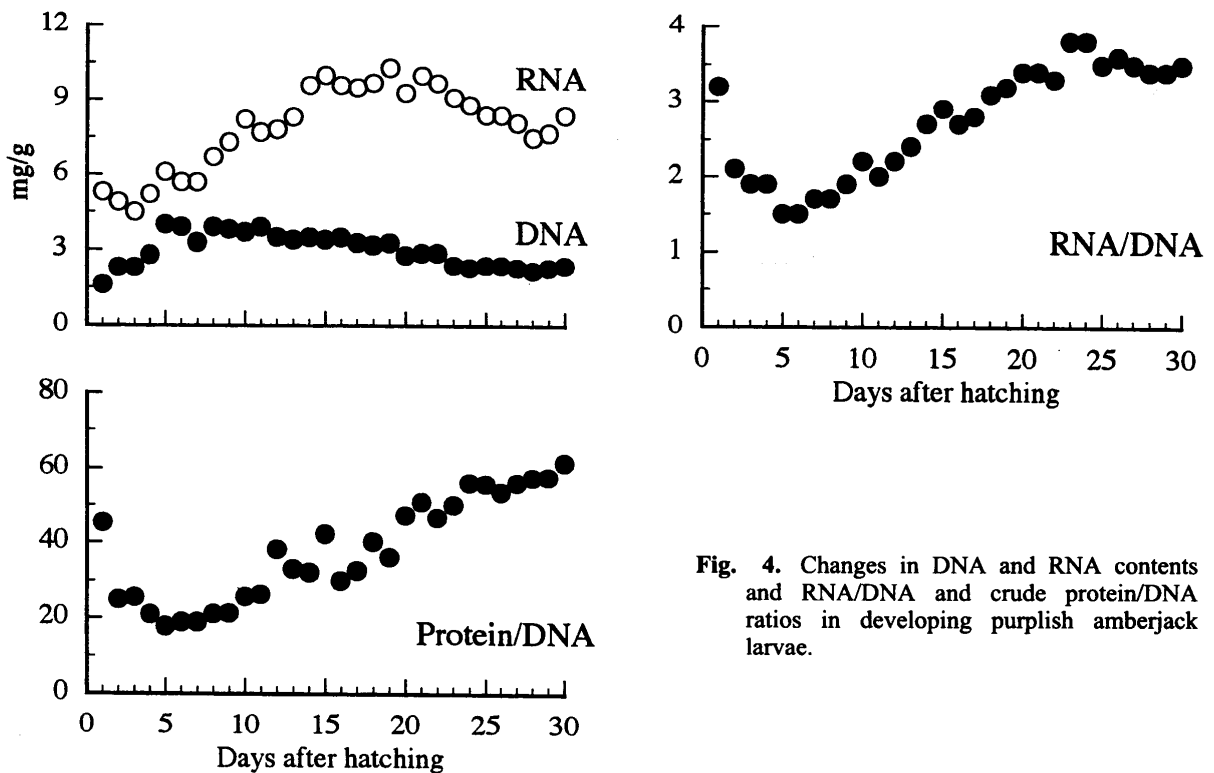 12
9
6
3
0
mg/g
RNA
DNA
4
3
2
1
0
RNA/DNA
0 5 10 15 20 25 30
Days after hatching
80
60
40
20
0
Protein/DNA
0 5 10 15 20 25 30
Days after hatching
Fig. 4. Changes in DNA and RNA contents
and RNA/DNA and crude protein/DNA
ratios in developing purplish amberjack
larvae.